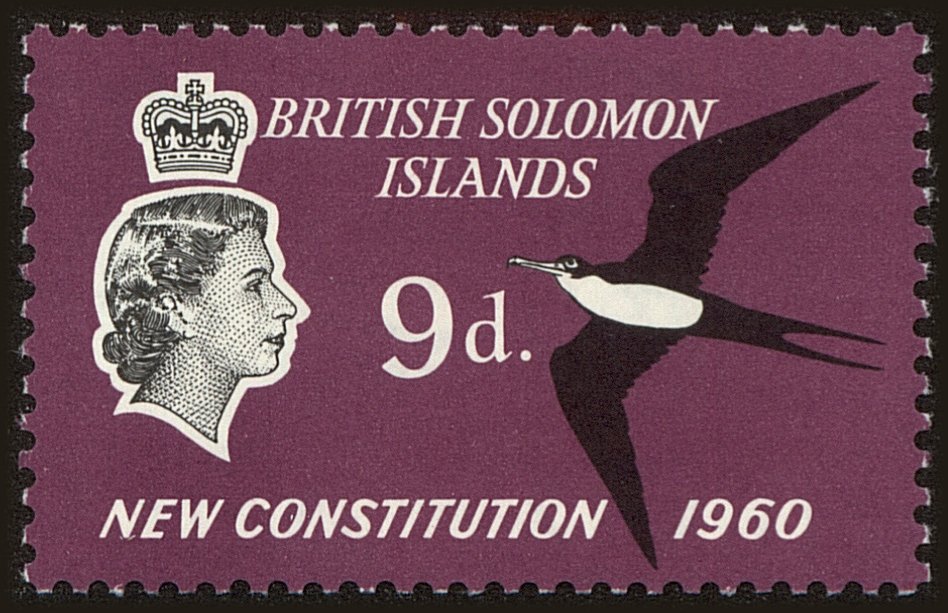 BRITISH SOLOMON
ISLANDS
9d.
NEW CONSTITUTION 1960